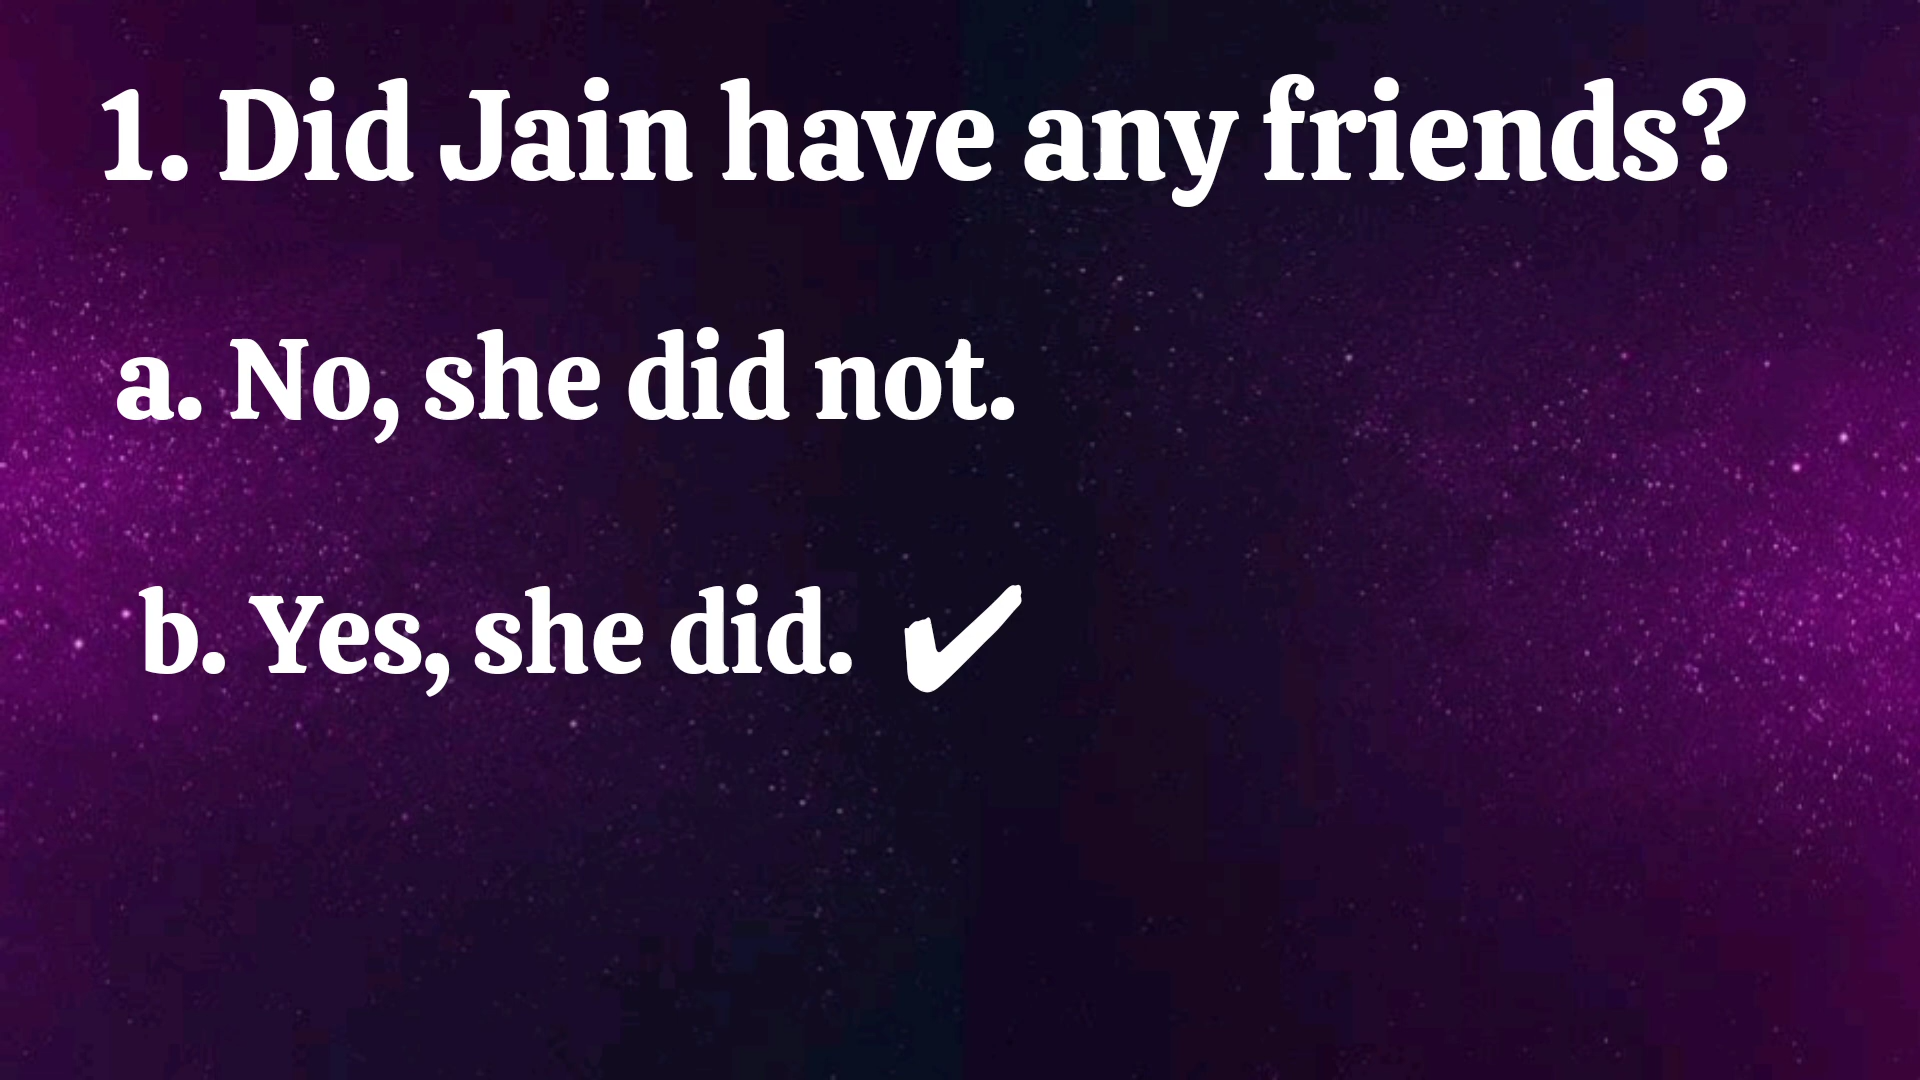 1. Did Jain have any friends?
a. No, she did not.
b. Yes, she did. ✔